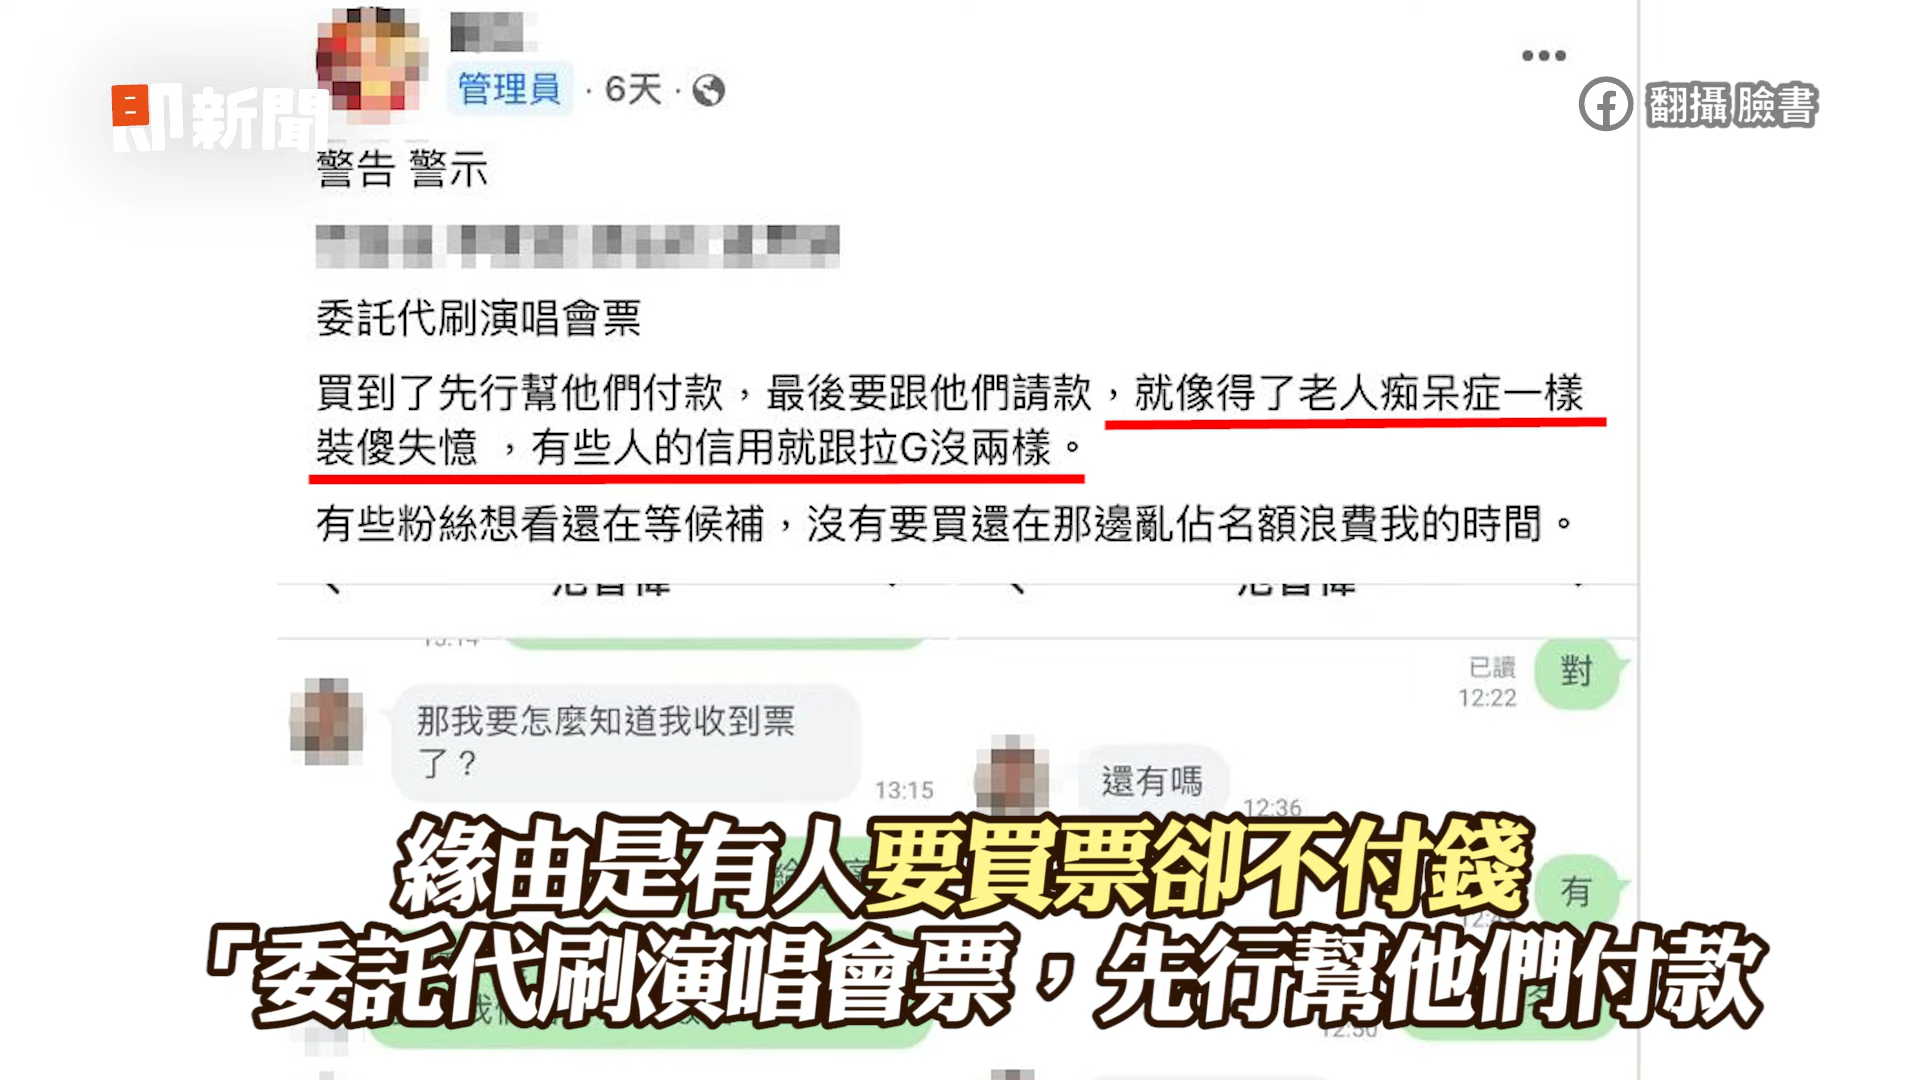 管理員 · 6天 ·
即新聞
翻攝 臉書
警告 警示
委託代刷演唱會票
買到了先行幫他們付款，最後要跟他們請款，就像得了老人痴呆症一樣
裝傻失憶 ，有些人的信用就跟拉G沒兩樣。
有些粉絲想看還在等候補，沒有要買還在那邊亂佔名額浪費我的時間。
已讀
12:22
對
那我要怎麼知道我收到票
了？
13:15
還有嗎
12:36
有
緣由是有人要買票卻不付錢
「委託代刷演唱會票，先行幫他們付款